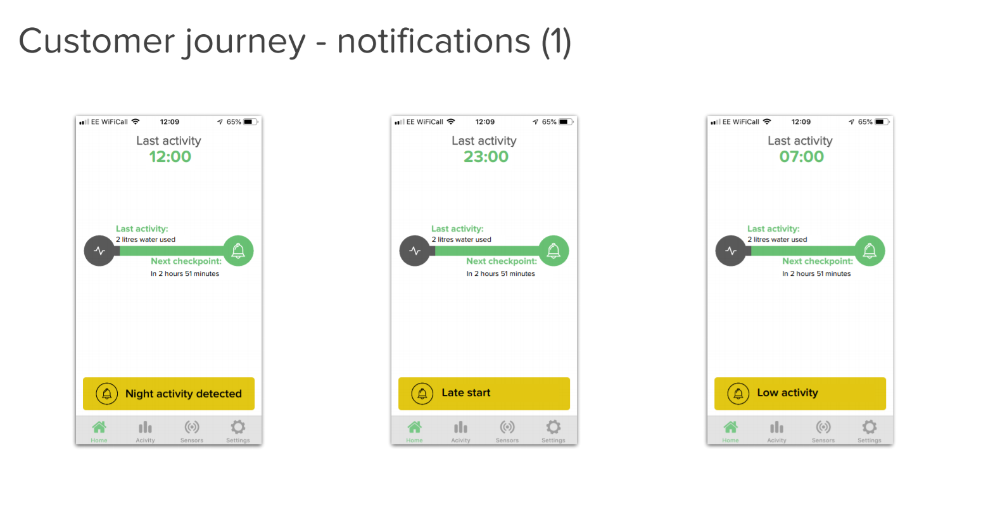 Customer journey - notifications (1)
EE WiFiCall 12:09 65%
Last activity
12:00
Last activity:
2 litres water used
Next checkpoint:
In 2 hours 51 minutes
Night activity detected
Home Acivity Sensors Settings
EE WiFiCall 12:09 65%
Last activity
23:00
Last activity:
2 litres water used
Next checkpoint:
In 2 hours 51 minutes
Late start
Home Acivity Sensors Settings
EE WiFiCall 12:09 65%
Last activity
07:00
Last activity:
2 litres water used
Next checkpoint:
In 2 hours 51 minutes
Low activity
Home Acivity Sensors Settings